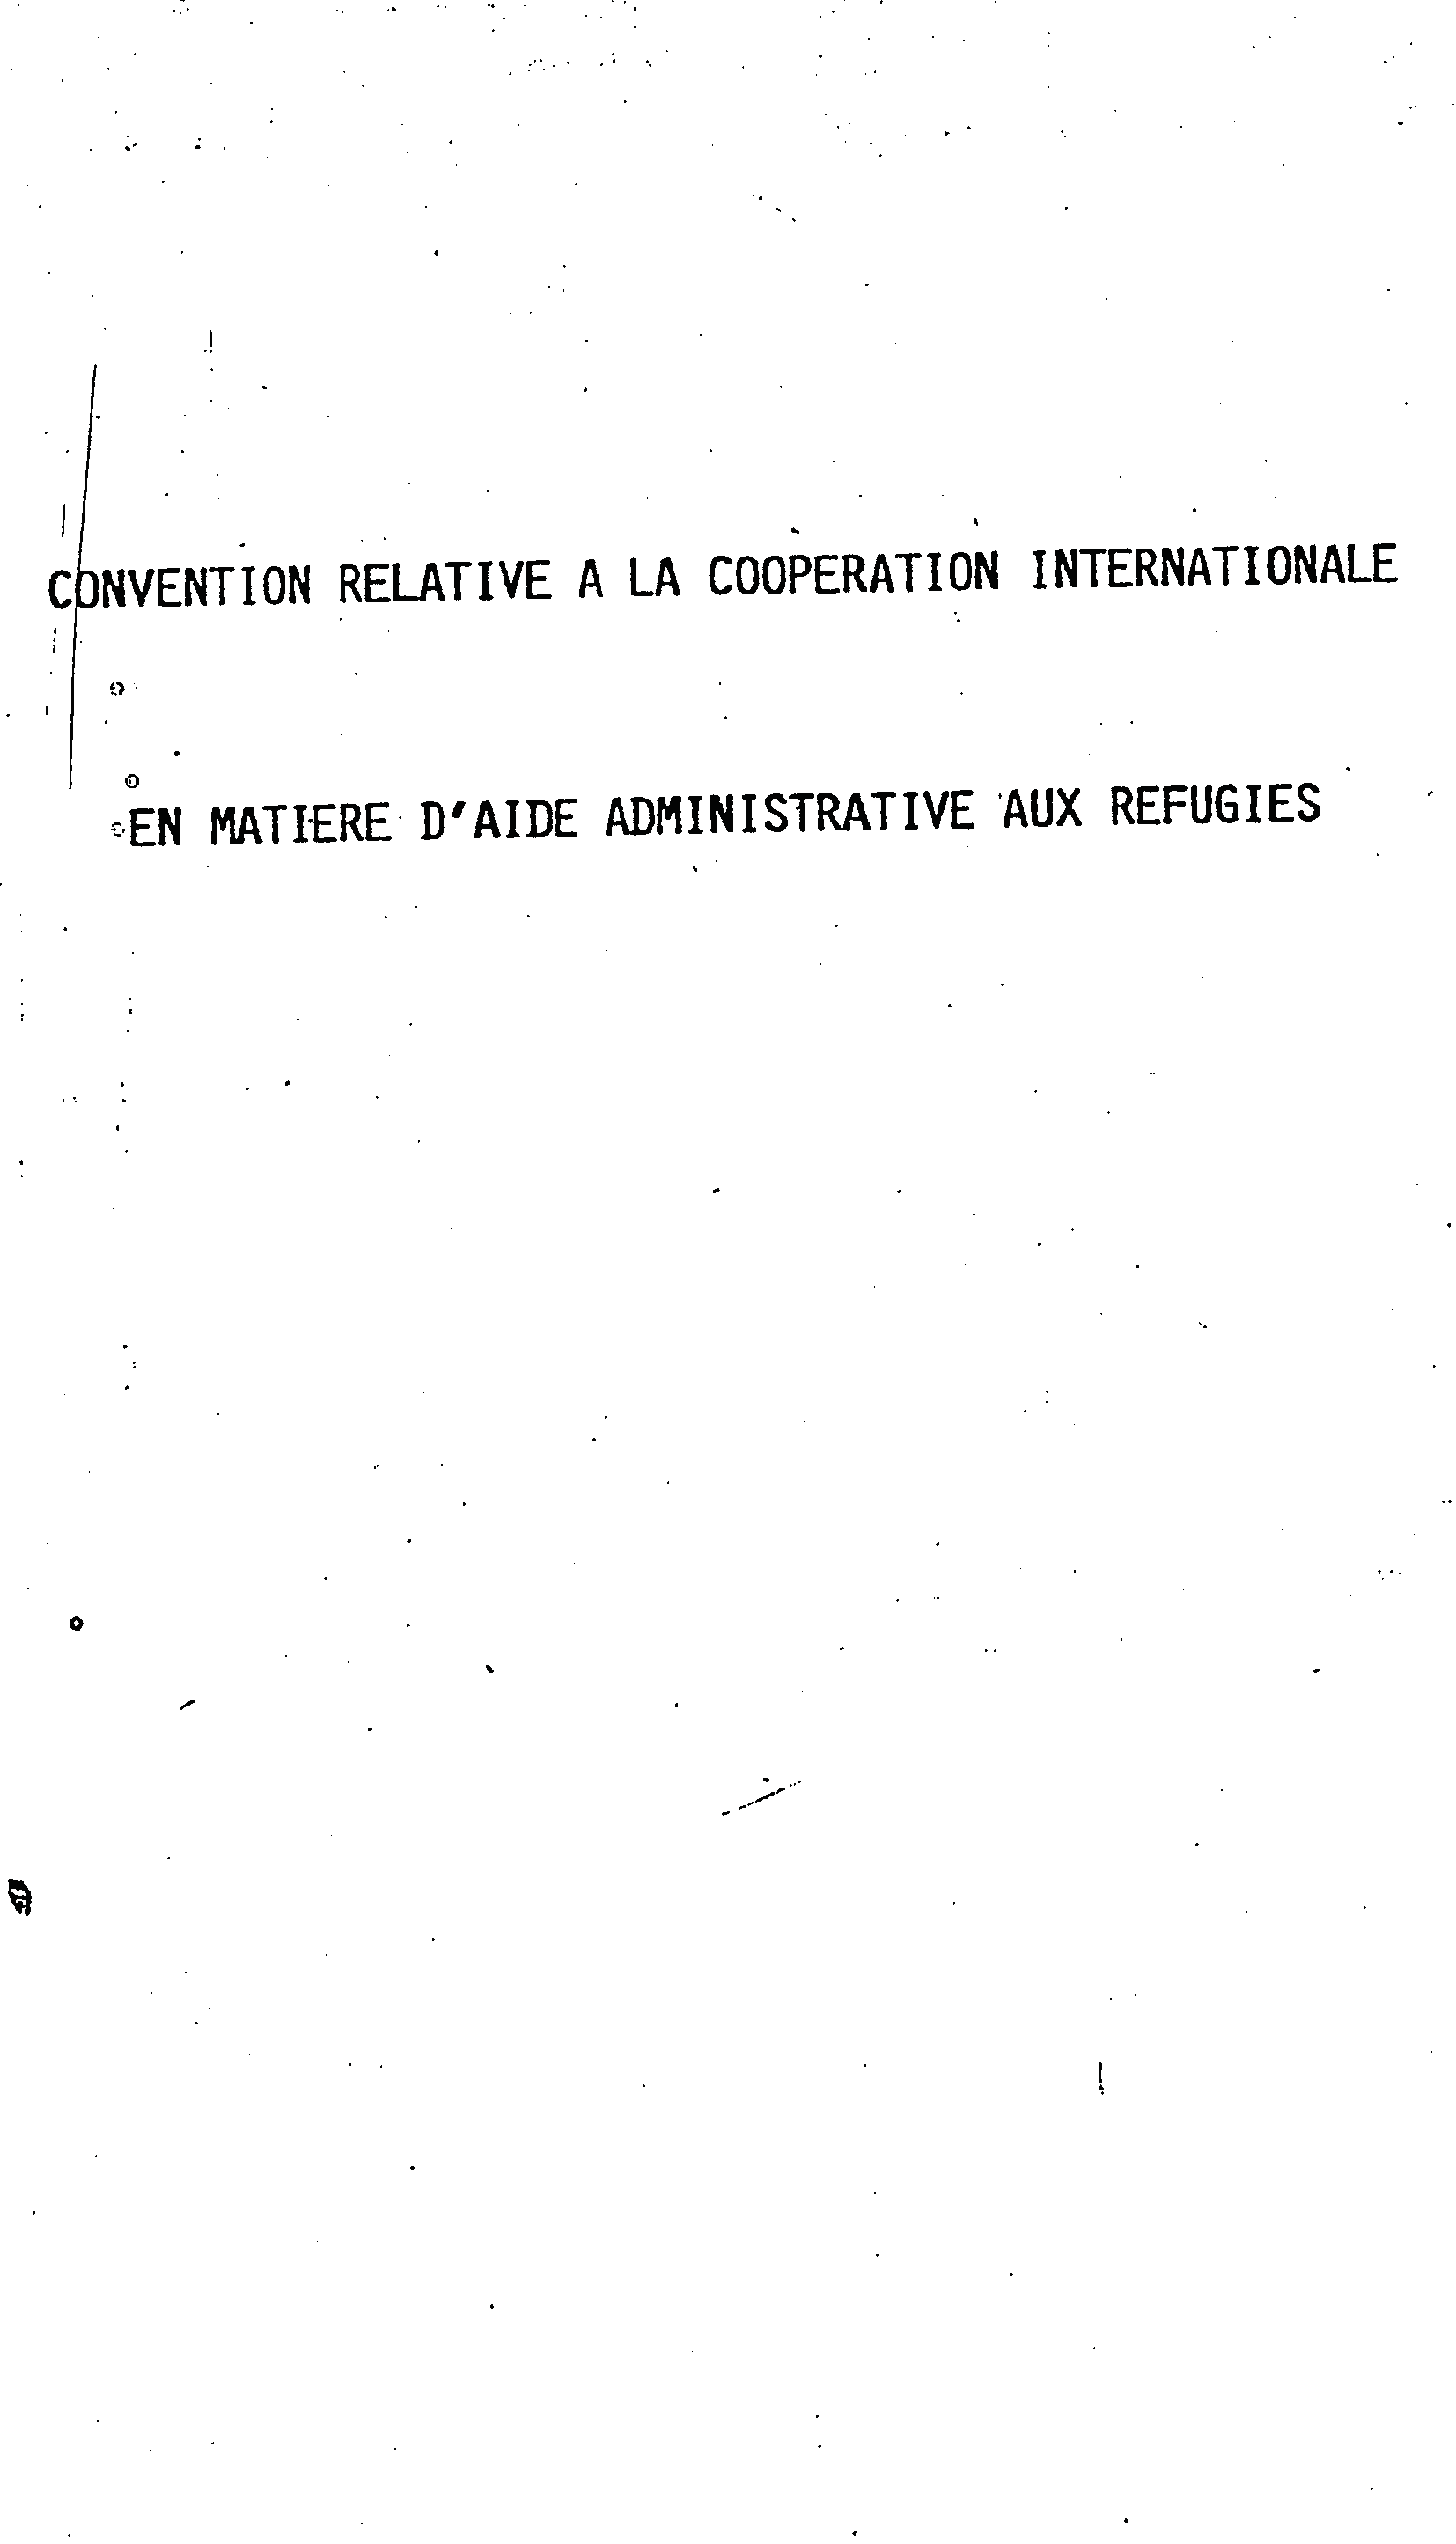 CONVENTION RELATIVE A LA COOPERATION INTERNATIONALE
EN MATIERE D'AIDE ADMINISTRATIVE AUX REFUGIES